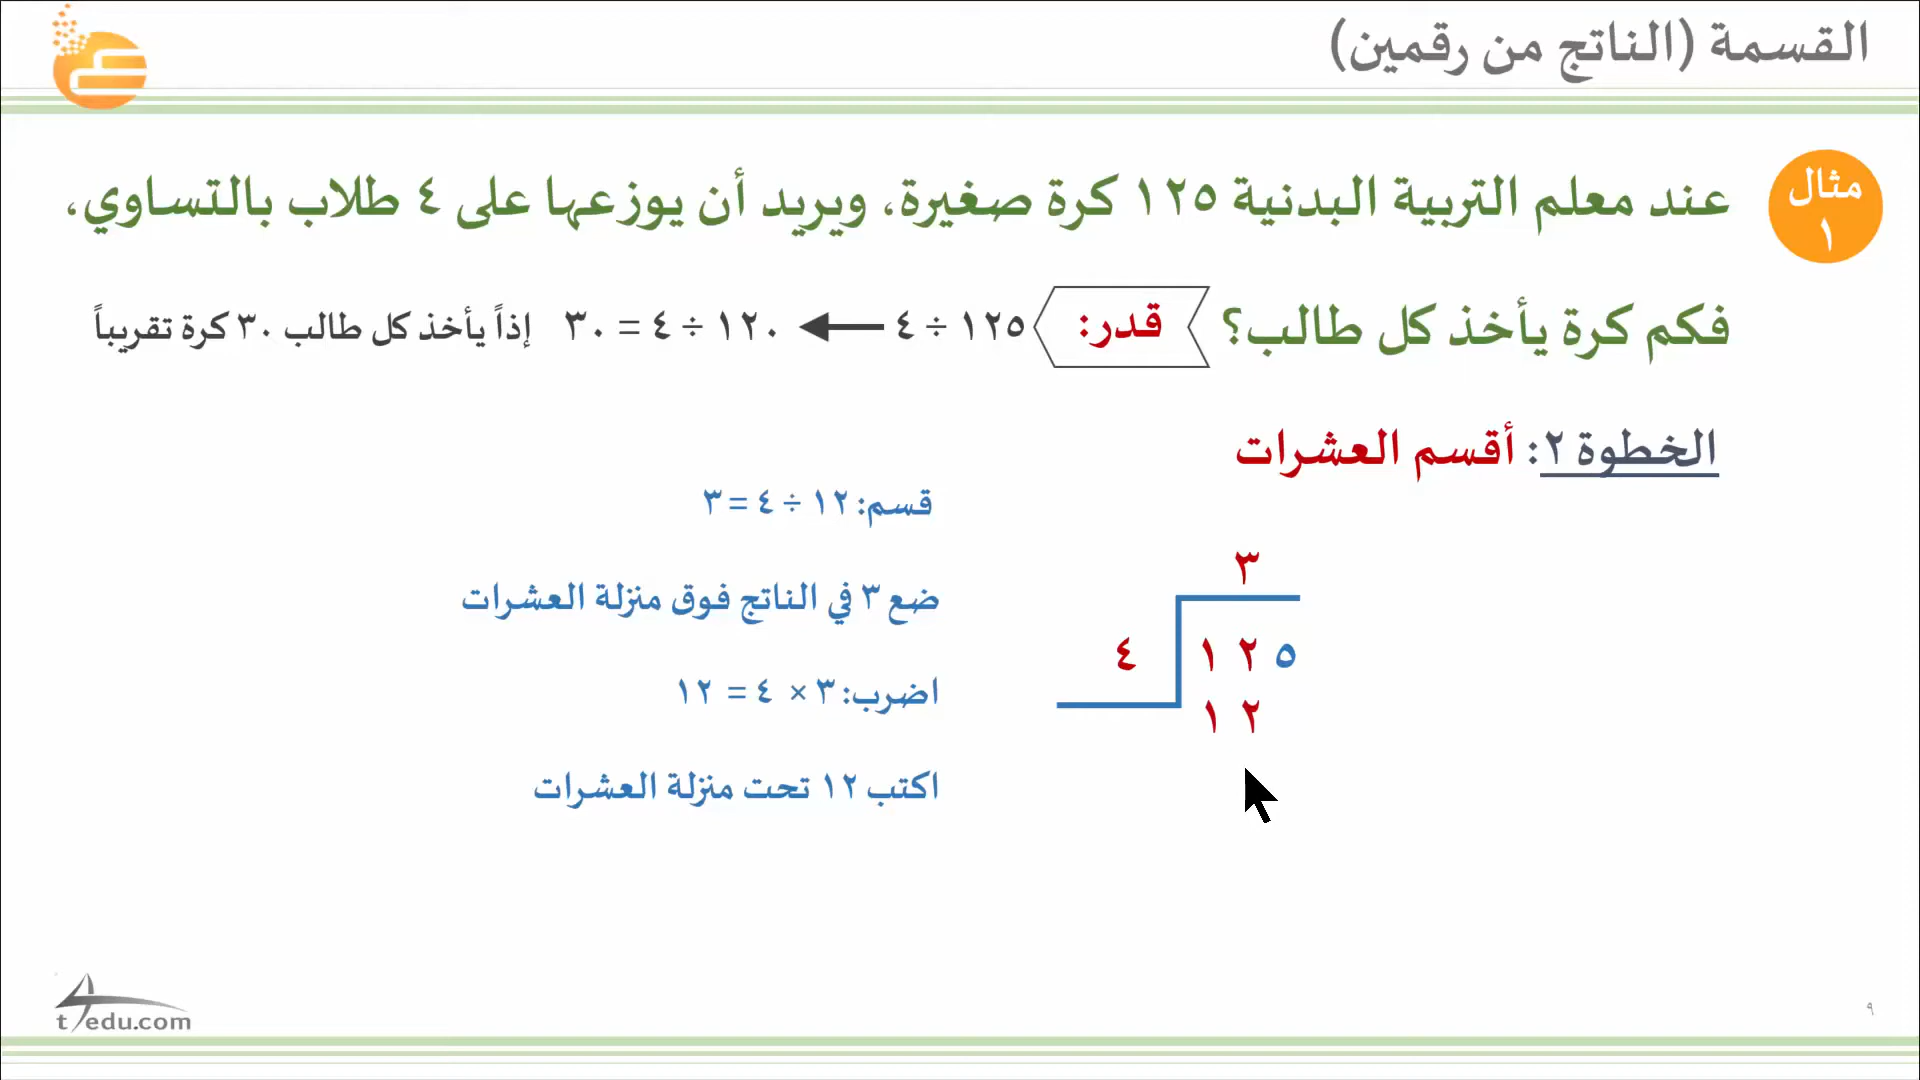 القسمة (الناتج من رقمين)
مثال
١
عند معلم التربية البدنية ١٢٥ كرة صغيرة، ويريد أن يوزعها على ٤ طلاب بالتساوي،
فكم كرة يأخذ كل طالب؟ قدر: ١٢٥ ÷ ٤ ١٢٠ ÷ ٤ = ٣٠ إذاً يأخذ كل طالب ٣٠ كرة تقريباً
الخطوة ٢: أقسم العشرات
قسم: ١٢ ÷ ٤ = ٣
ضع ٣ في الناتج فوق منزلة العشرات
اضرب: ٣ × ٤ = ١٢
اكتب ١٢ تحت منزلة العشرات
٣
٤ ١ ٢ ٥
١ ٢
t4edu.com
٩